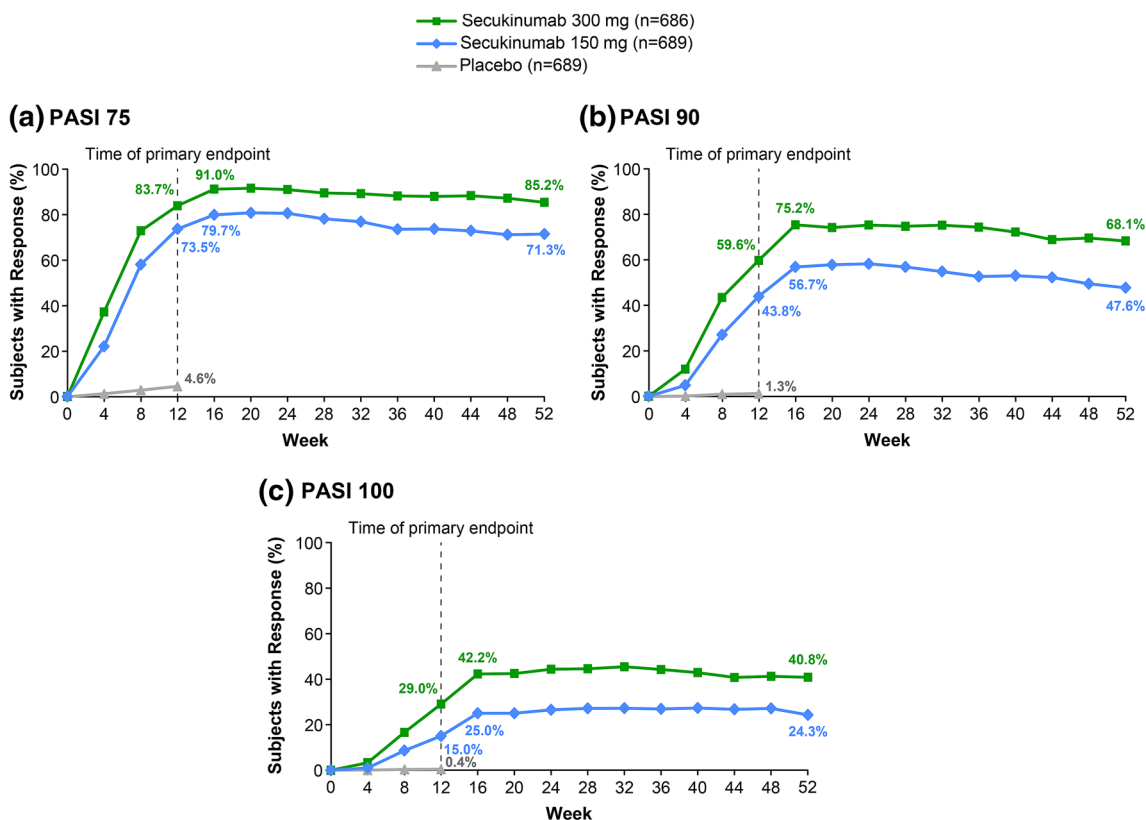 Secukinumab 300 mg (n=686)
Secukinumab 150 mg (n=689)
Placebo (n=689)
(a) PASI 75
Time of primary endpoint
Subjects with Response (%)
100
80
60
40
20
0
83.7%
91.0%
85.2%
79.7%
73.5%
71.3%
4.6%
0 4 8 12 16 20 24 28 32 36 40 44 48 52
Week
(b) PASI 90
Time of primary endpoint
Subjects with Response (%)
100
80
60
40
20
0
75.2%
59.6%
68.1%
56.7%
43.8%
47.6%
1.3%
0 4 8 12 16 20 24 28 32 36 40 44 48 52
Week
(c) PASI 100
Time of primary endpoint
Subjects with Response (%)
100
80
60
40
20
0
42.2%
40.8%
29.0%
25.0%
24.3%
15.0%
0.4%
0 4 8 12 16 20 24 28 32 36 40 44 48 52
Week